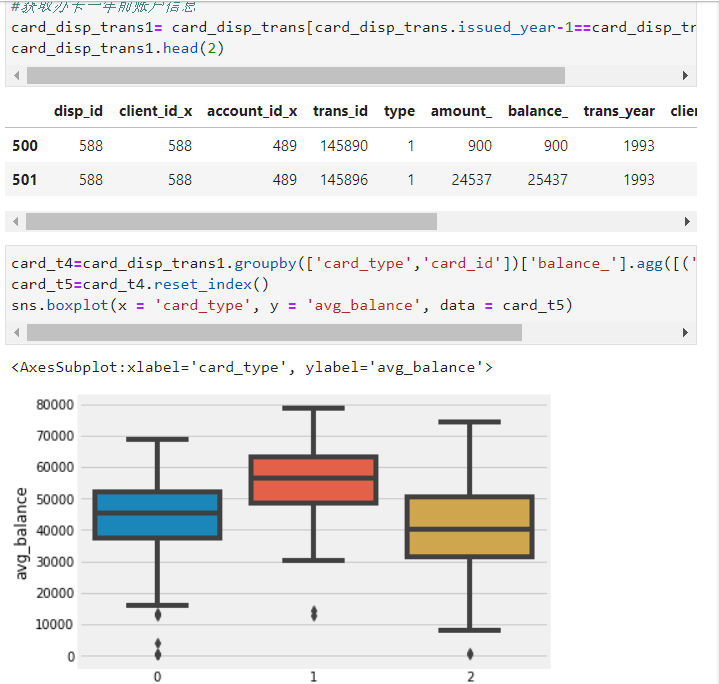 #获取办卡一年前账户信息
card_disp_trans1= card_disp_trans[card_disp_trans.issued_year-1==card_disp_tr
card_disp_trans1.head(2)
disp_id client_id_x account_id_x trans_id type amount_ balance_ trans_year clien
500 588 588 489 145890 1 900 900 1993
501 588 588 489 145896 1 24537 25437 1993
card_t4=card_disp_trans1.groupby(['card_type','card_id'])['balance_'].agg([('
card_t5=card_t4.reset_index()
sns.boxplot(x = 'card_type', y = 'avg_balance', data = card_t5)
<AxesSubplot:xlabel='card_type', ylabel='avg_balance'>
80000
70000
60000
50000
40000
30000
20000
10000
0
avg_balance
0 1 2